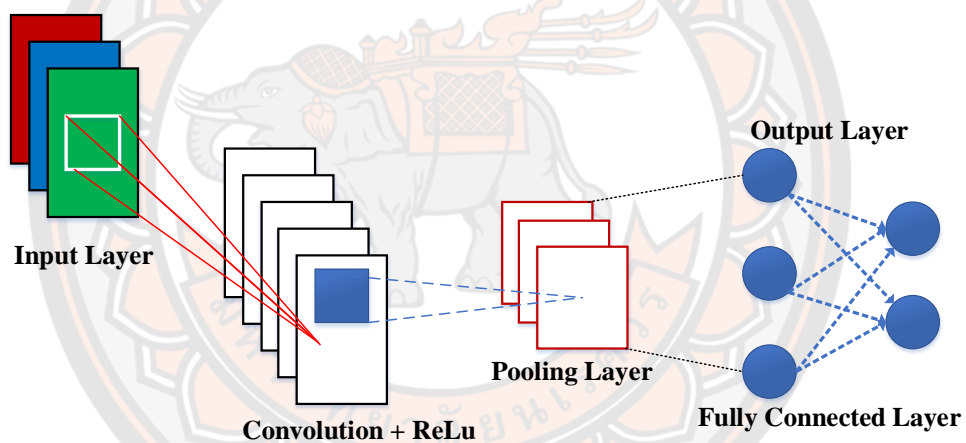 Output Layer
Input Layer
Pooling Layer
Fully Connected Layer
Convolution + ReLu